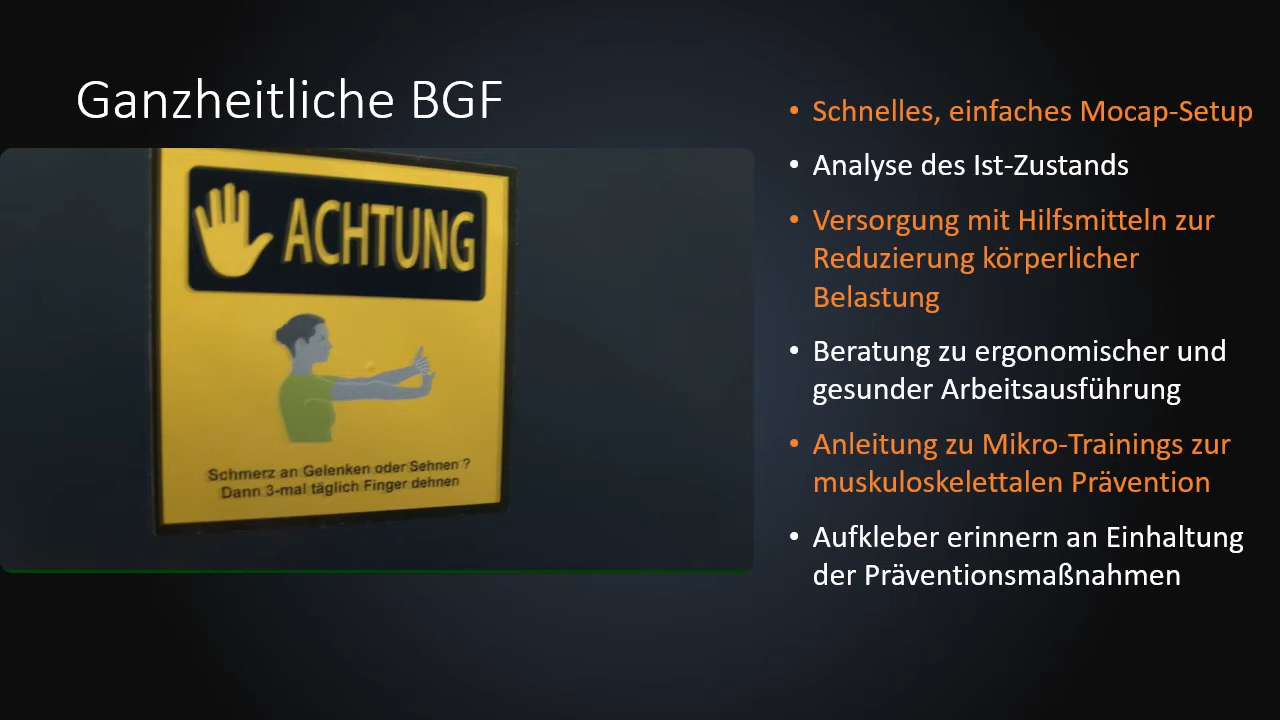 Ganzheitliche BGF
ACHTUNG
Schmerz an Gelenken oder Sehnen ?
Dann 3-mal täglich Finger dehnen
• Schnelles, einfaches Mocap-Setup
• Analyse des Ist-Zustands
• Versorgung mit Hilfsmitteln zur
Reduzierung körperlicher
Belastung
• Beratung zu ergonomischer und
gesunder Arbeitsausführung
• Anleitung zu Mikro-Trainings zur
muskuloskelettalen Prävention
• Aufkleber erinnern an Einhaltung
der Präventionsmaßnahmen